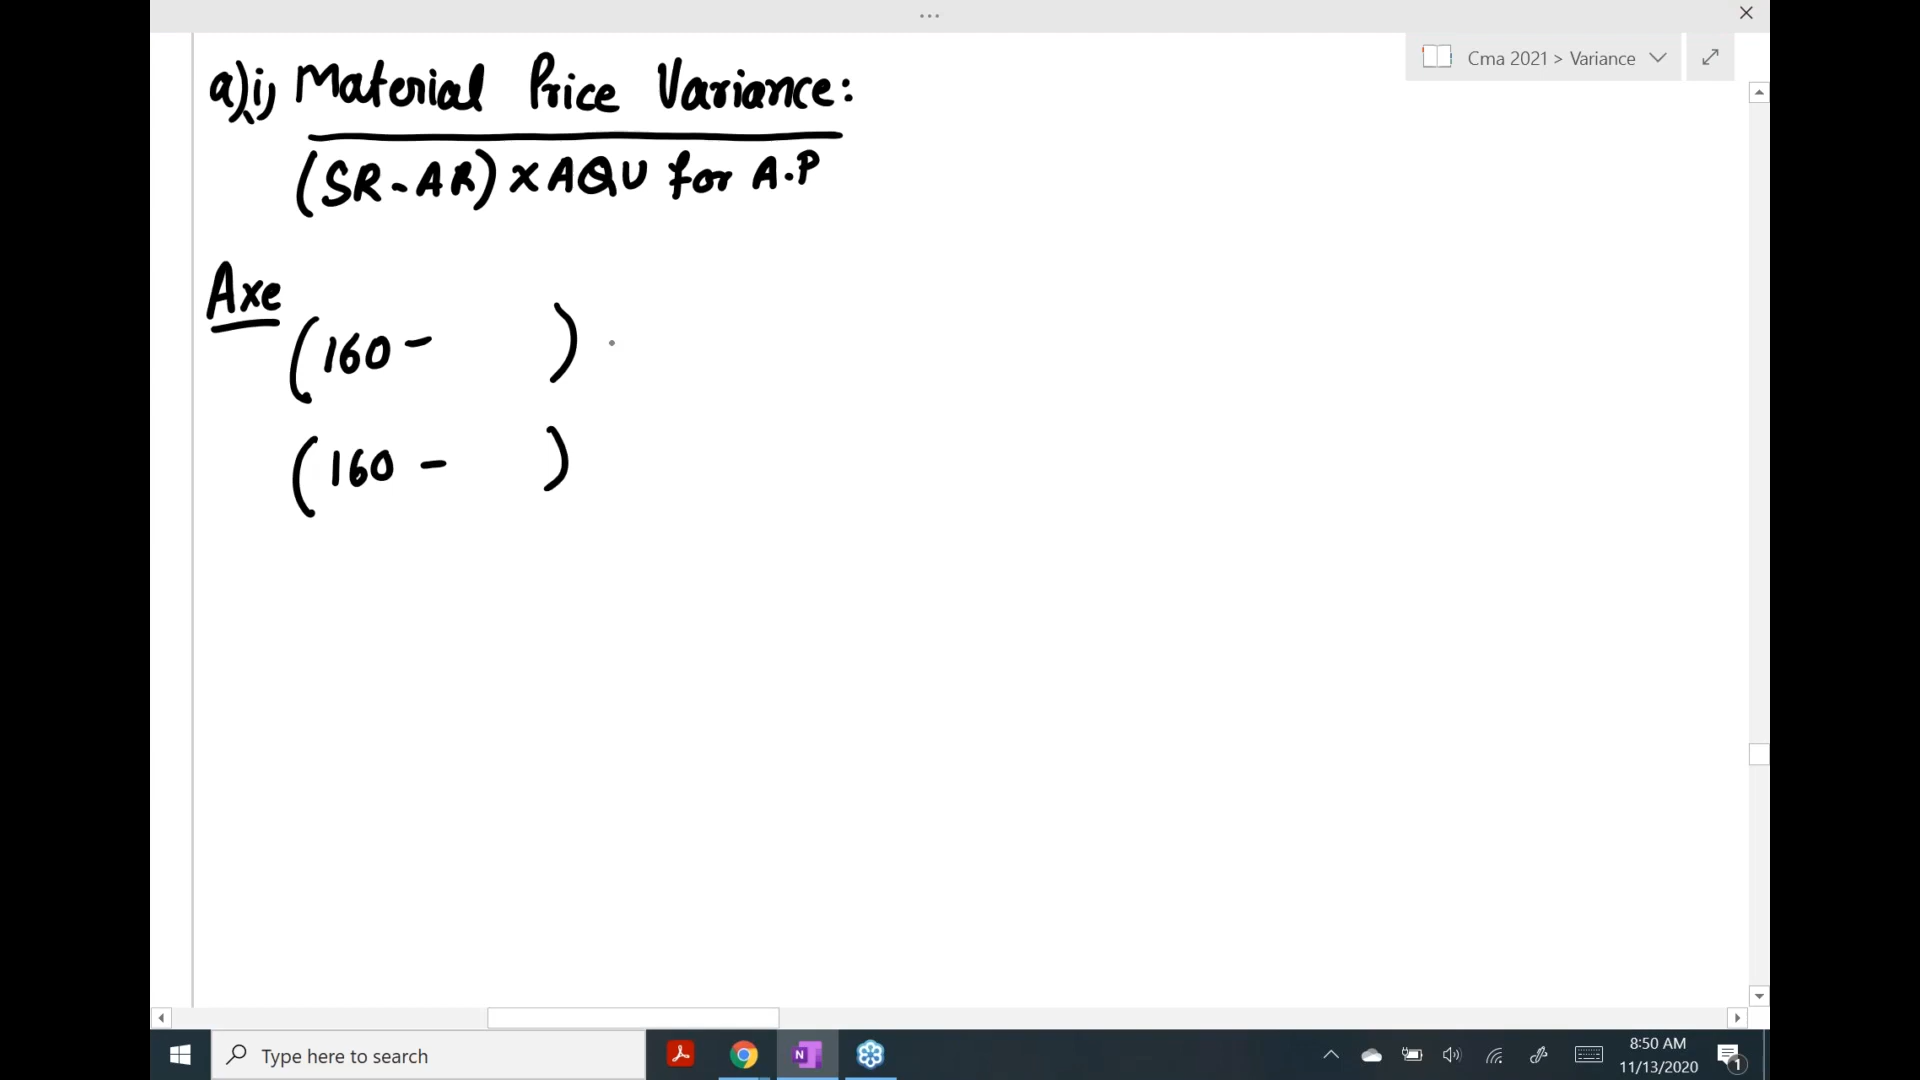 Cma 2021 > Variance
a)i) Material Price Variance:
(SR-AR) x AQU for A.P
Axe
(160 -        )
(160 -        )
Type here to search
N
8:50 AM
11/13/2020
1